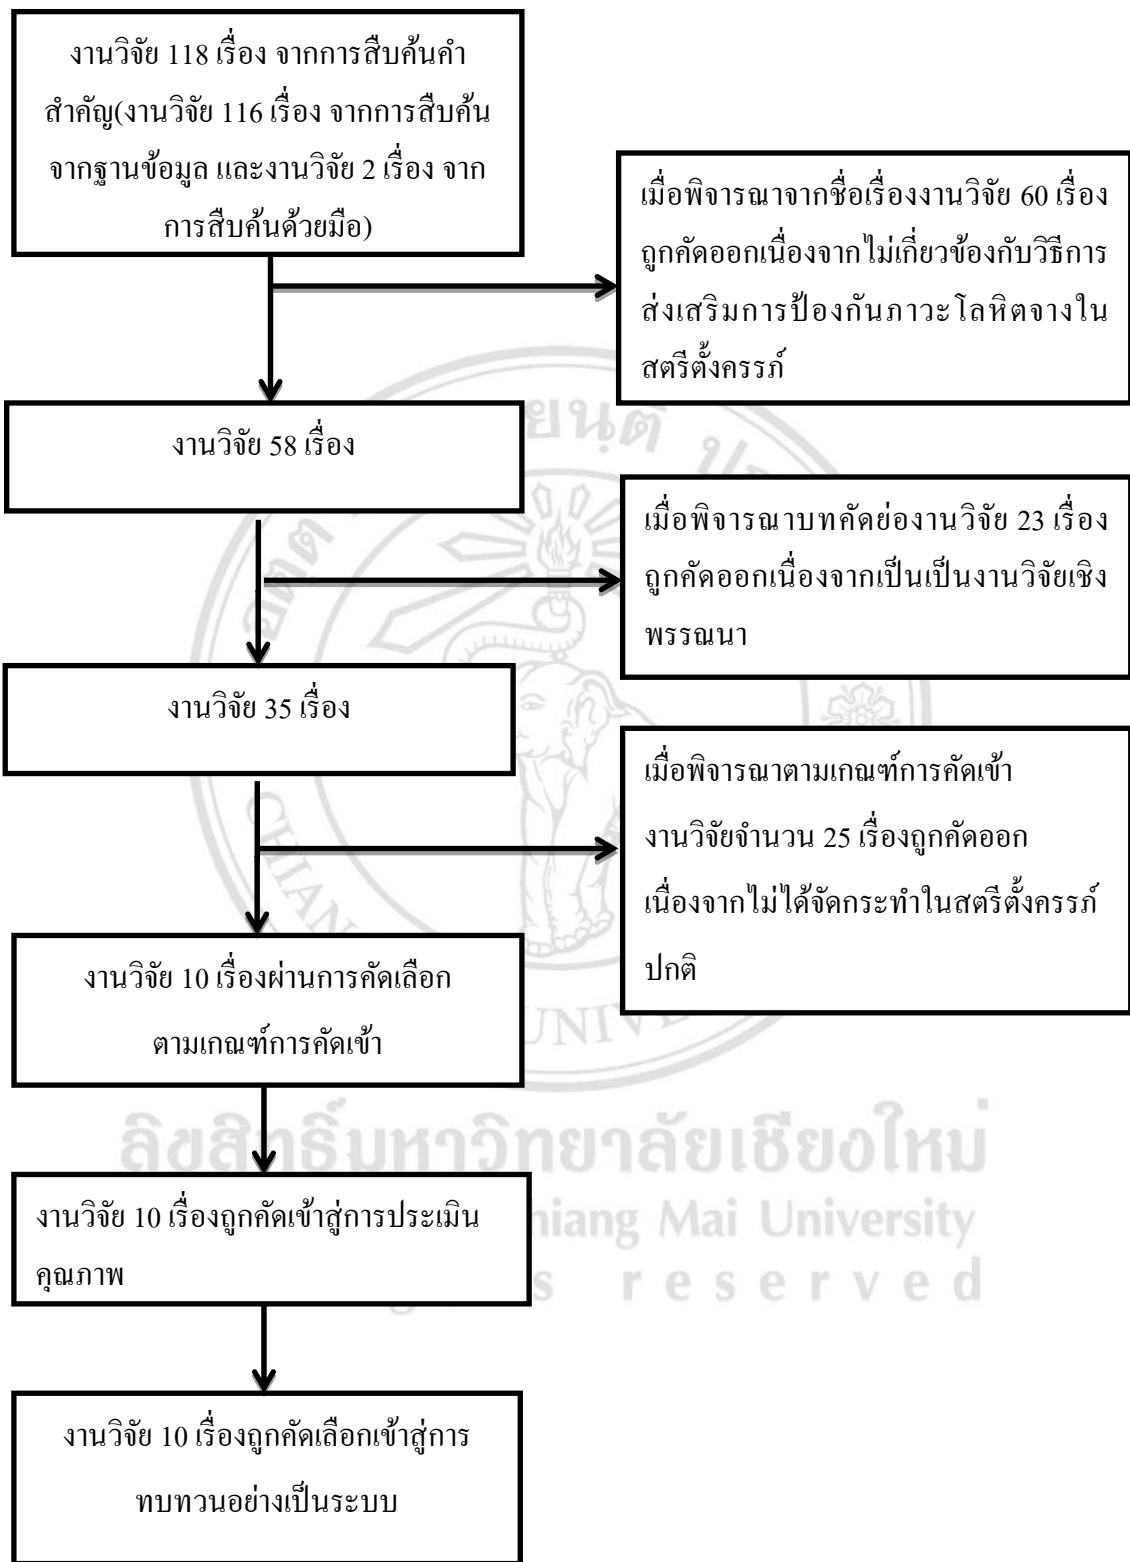 งานวิจัย 118 เรื่อง จากการสืบค้นคำ
สำคัญ(งานวิจัย 116 เรื่อง จากการสืบค้น
จากฐานข้อมูล และงานวิจัย 2 เรื่อง จาก
การสืบค้นด้วยมือ)
เมื่อพิจารณาจากชื่อเรื่องงานวิจัย 60 เรื่อง
ถูกคัดออกเนื่องจากไม่เกี่ยวข้องกับวิธีการ
ส่งเสริมการป้องกันภาวะโลหิตจางใน
สตรีตั้งครรภ์
งานวิจัย 58 เรื่อง
เมื่อพิจารณาบทคัดย่องานวิจัย 23 เรื่อง
ถูกคัดออกเนื่องจากเป็นเป็นงานวิจัยเชิง
พรรณนา
งานวิจัย 35 เรื่อง
เมื่อพิจารณาตามเกณฑ์การคัดเข้า
งานวิจัยจำนวน 25 เรื่องถูกคัดออก
เนื่องจากไม่ได้จัดกระทำในสตรีตั้งครรภ์
ปกติ
งานวิจัย 10 เรื่องผ่านการคัดเลือก
ตามเกณฑ์การคัดเข้า
ลิขสิทธิ์มหาวิทยาลัยเชียงใหม่
งานวิจัย 10 เรื่องถูกคัดเข้าสู่การประเมิน
คุณภาพ
Mai University
reserved
งานวิจัย 10 เรื่องถูกคัดเลือกเข้าสู่การ
ทบทวนอย่างเป็นระบบ